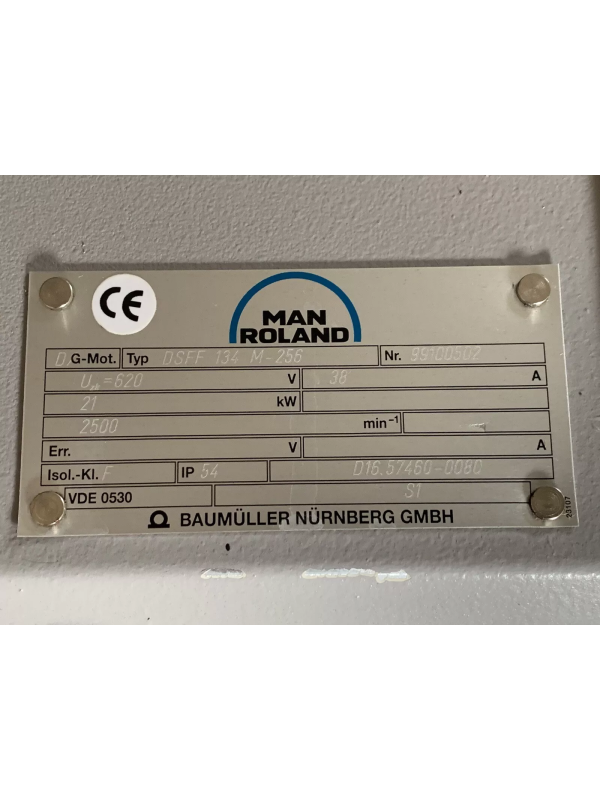 CE
MAN
ROLAND
D, G-Mot. Typ DSFF 134 M-256 Nr. 99100502
U =620 V 38 A
21 kW
2500 min⁻¹
Err. V A
Isol.-Kl. F IP 54 D16.57460-0080
VDE 0530 S1
BAUMÜLLER NÜRNBERG GMBH
23107